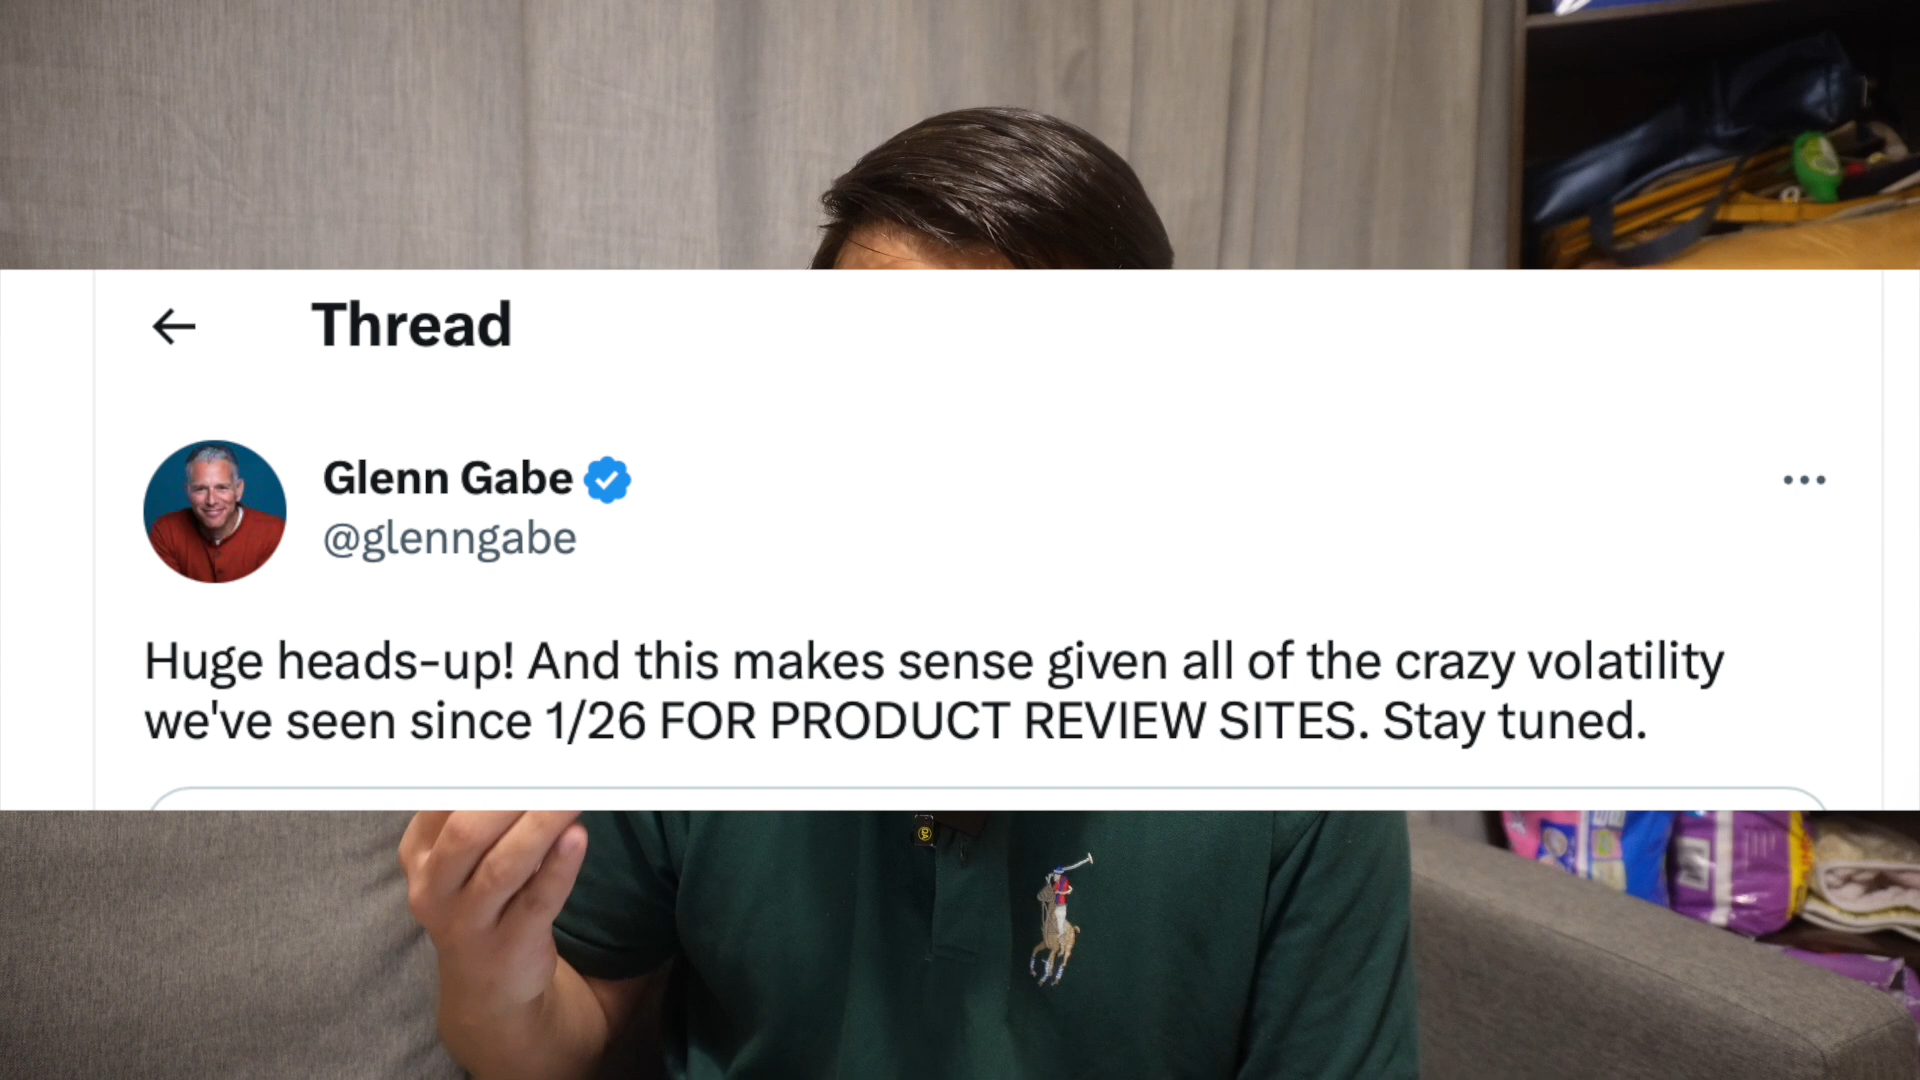 Thread
Glenn Gabe
@glenngabe
Huge heads-up! And this makes sense given all of the crazy volatility
we've seen since 1/26 FOR PRODUCT REVIEW SITES. Stay tuned.